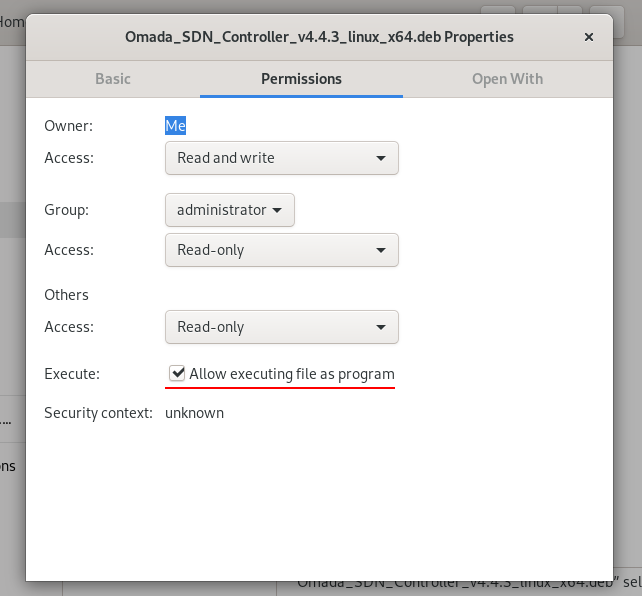 Hom
Omada_SDN_Controller_v4.4.3_linux_x64.deb Properties
Basic
Permissions
Open With
Owner:
Me
Access:
Read and write
Group:
administrator
Access:
Read-only
Others
Access:
Read-only
Execute:
Allow executing file as program
Security context:
unknown
...
ons
Omada_SDN_Controller_v4.4.3_linux_x64.deb” sel